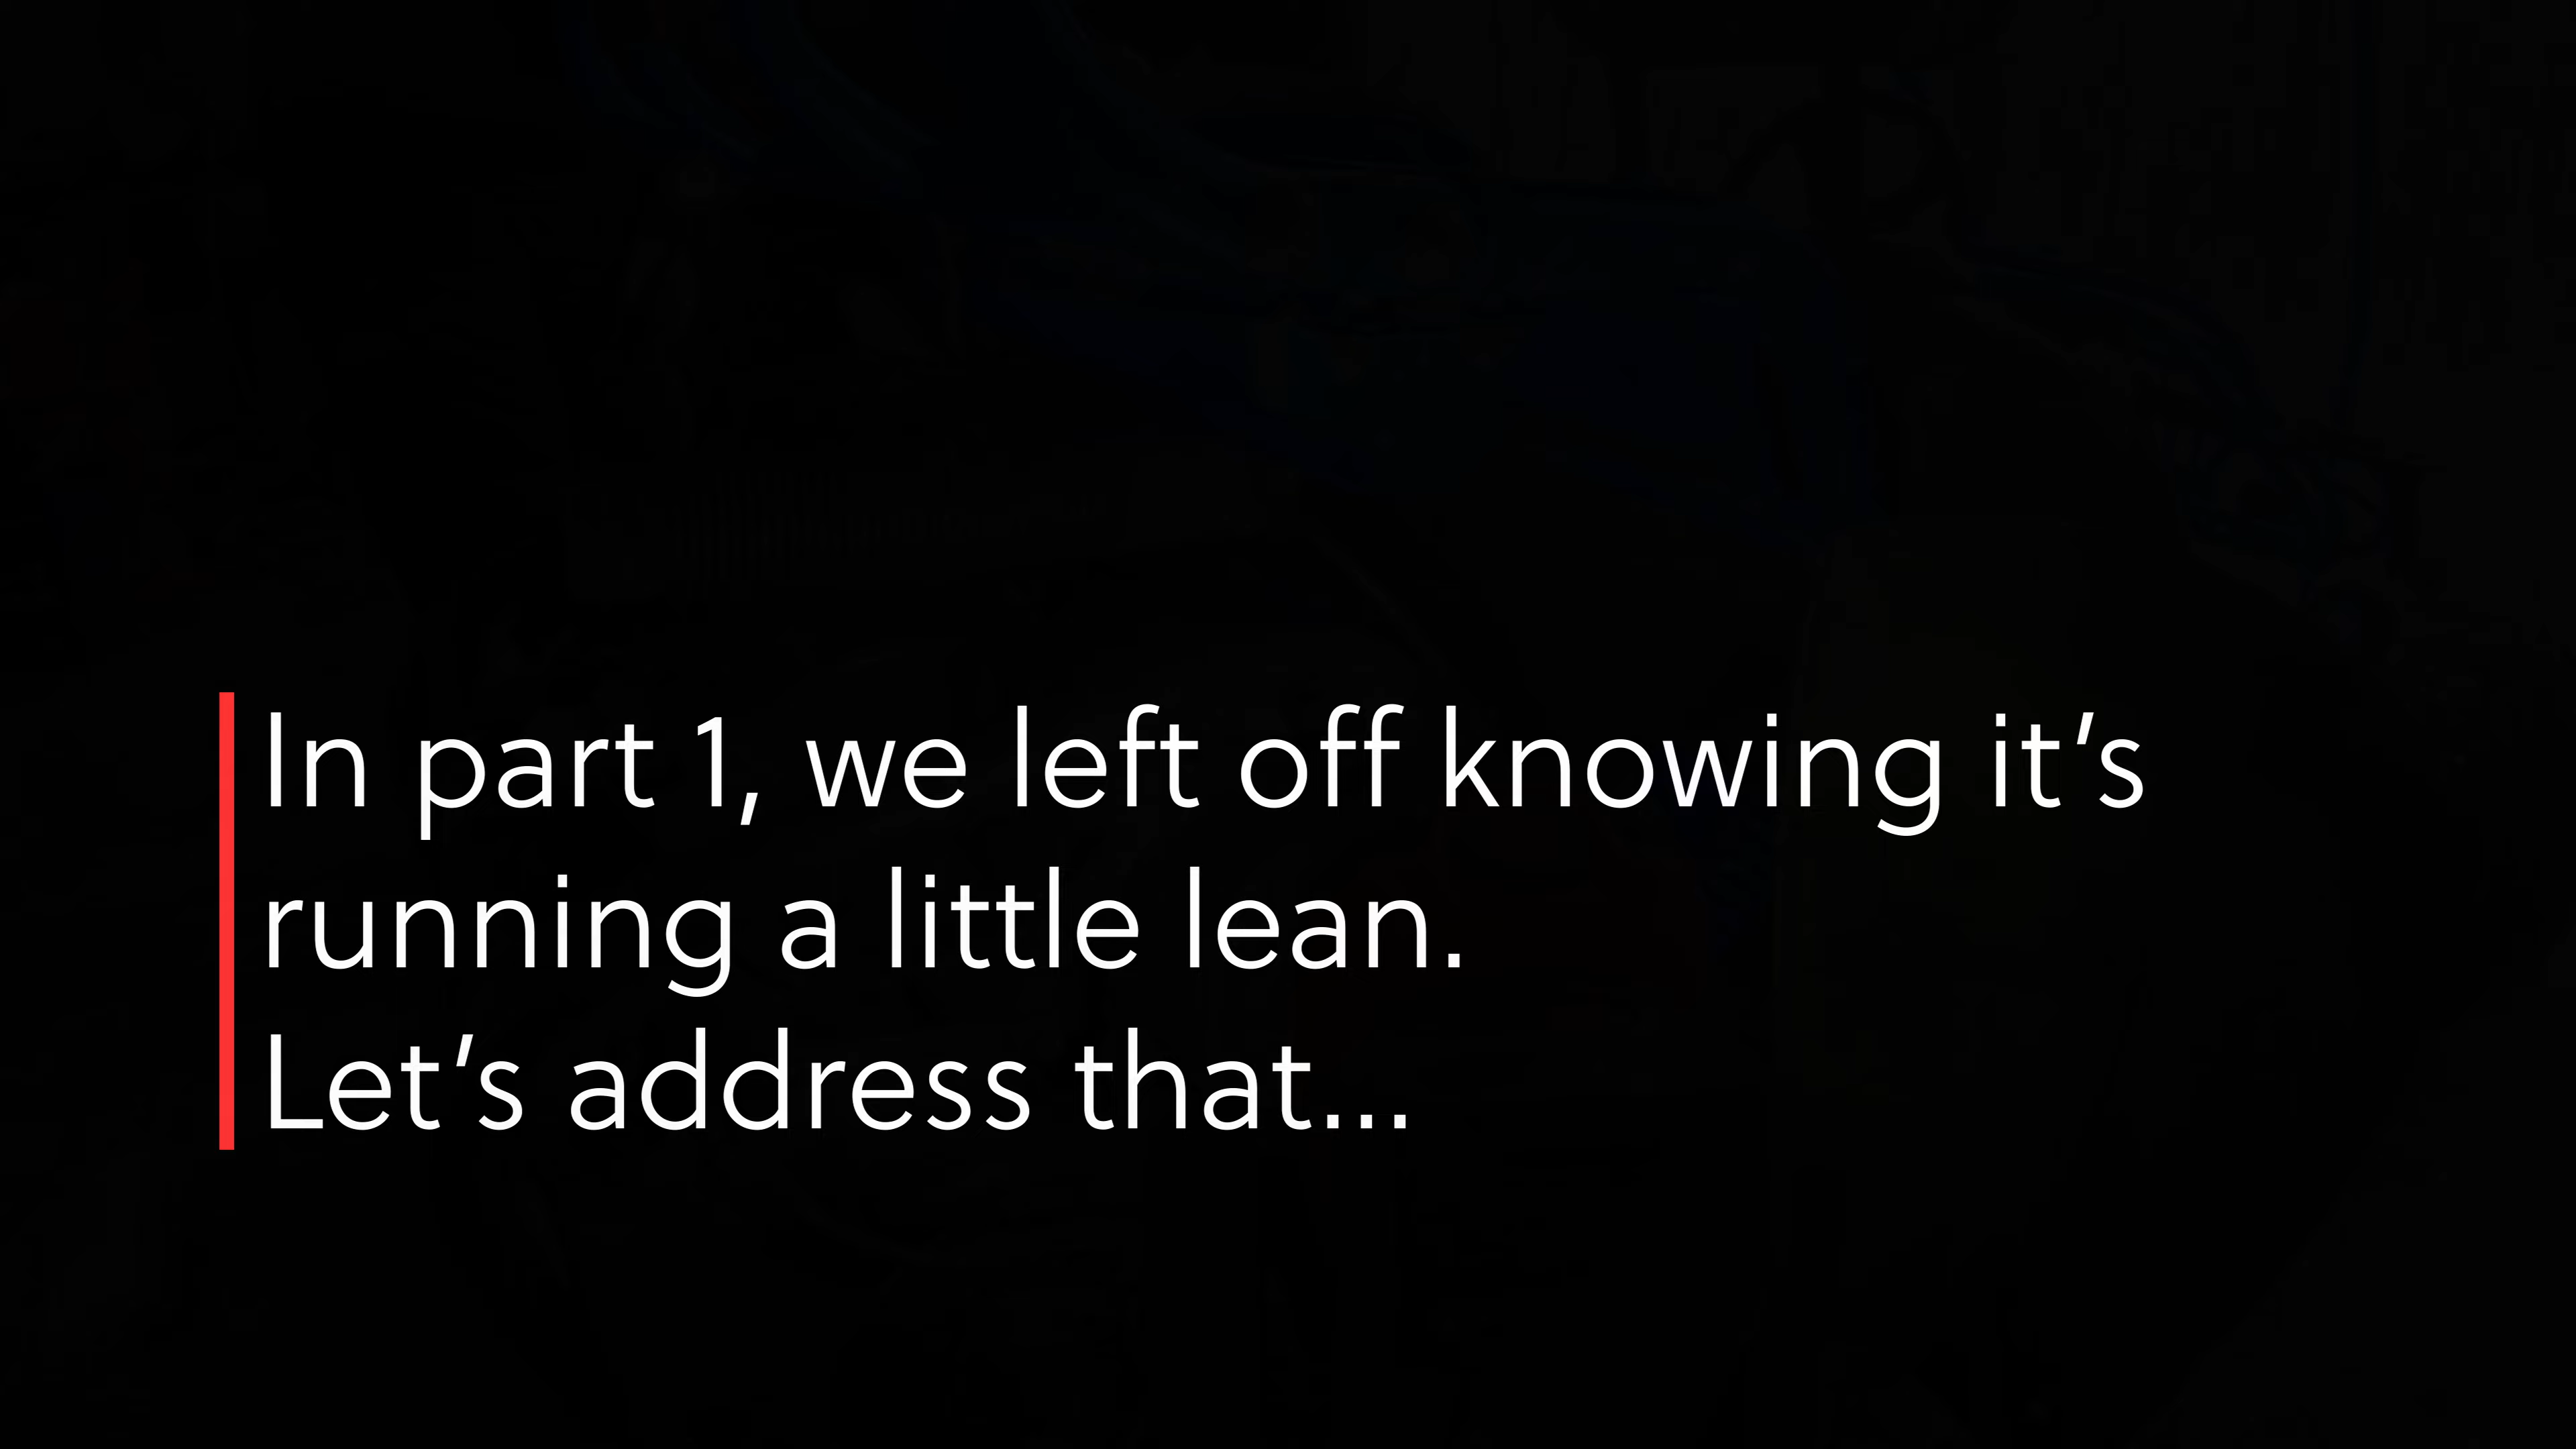 In part 1, we left off knowing it’s
running a little lean.
Let’s address that...